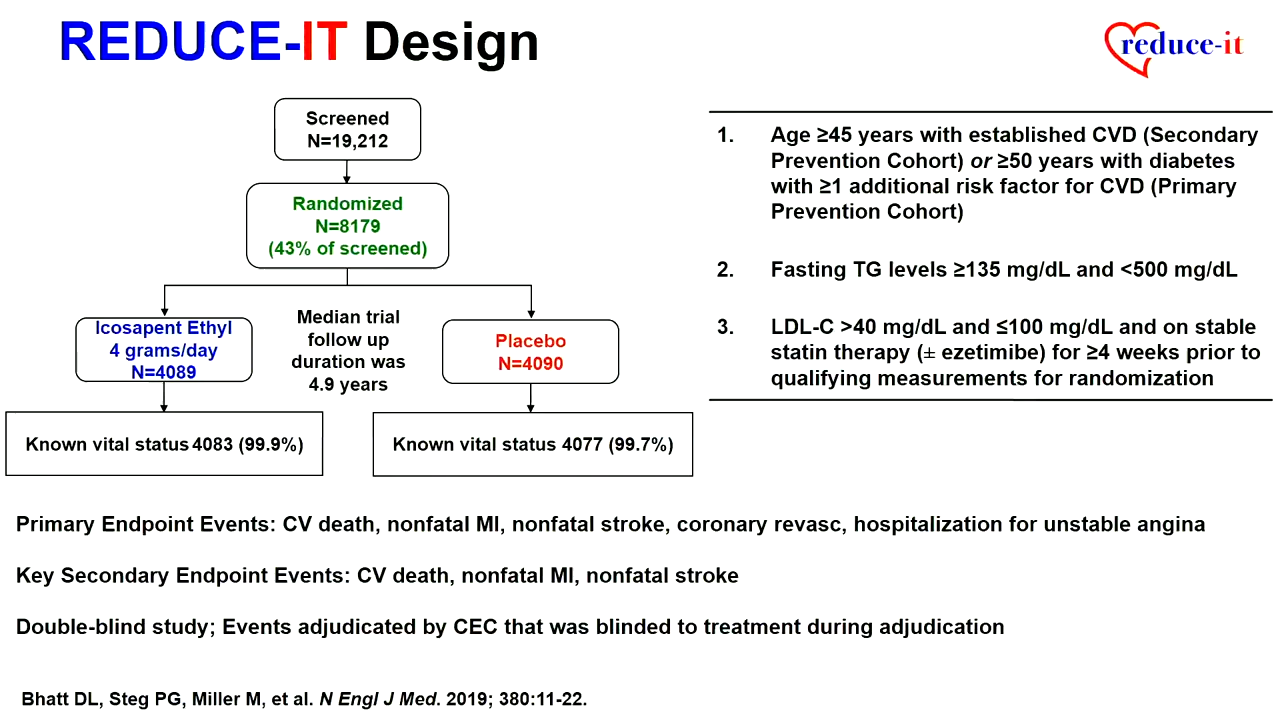 REDUCE-IT Design
reduce-it
Screened
N=19,212
Randomized
N=8179
(43% of screened)
Icosapent Ethyl
4 grams/day
N=4089
Median trial
follow up
duration was
4.9 years
Placebo
N=4090
Known vital status 4083 (99.9%)
Known vital status 4077 (99.7%)
1. Age ≥45 years with established CVD (Secondary
Prevention Cohort) or ≥50 years with diabetes
with ≥1 additional risk factor for CVD (Primary
Prevention Cohort)
2. Fasting TG levels ≥135 mg/dL and <500 mg/dL
3. LDL-C >40 mg/dL and ≤100 mg/dL and on stable
statin therapy (± ezetimibe) for ≥4 weeks prior to
qualifying measurements for randomization
Primary Endpoint Events: CV death, nonfatal MI, nonfatal stroke, coronary revasc, hospitalization for unstable angina
Key Secondary Endpoint Events: CV death, nonfatal MI, nonfatal stroke
Double-blind study; Events adjudicated by CEC that was blinded to treatment during adjudication
Bhatt DL, Steg PG, Miller M, et al. N Engl J Med. 2019; 380:11-22.